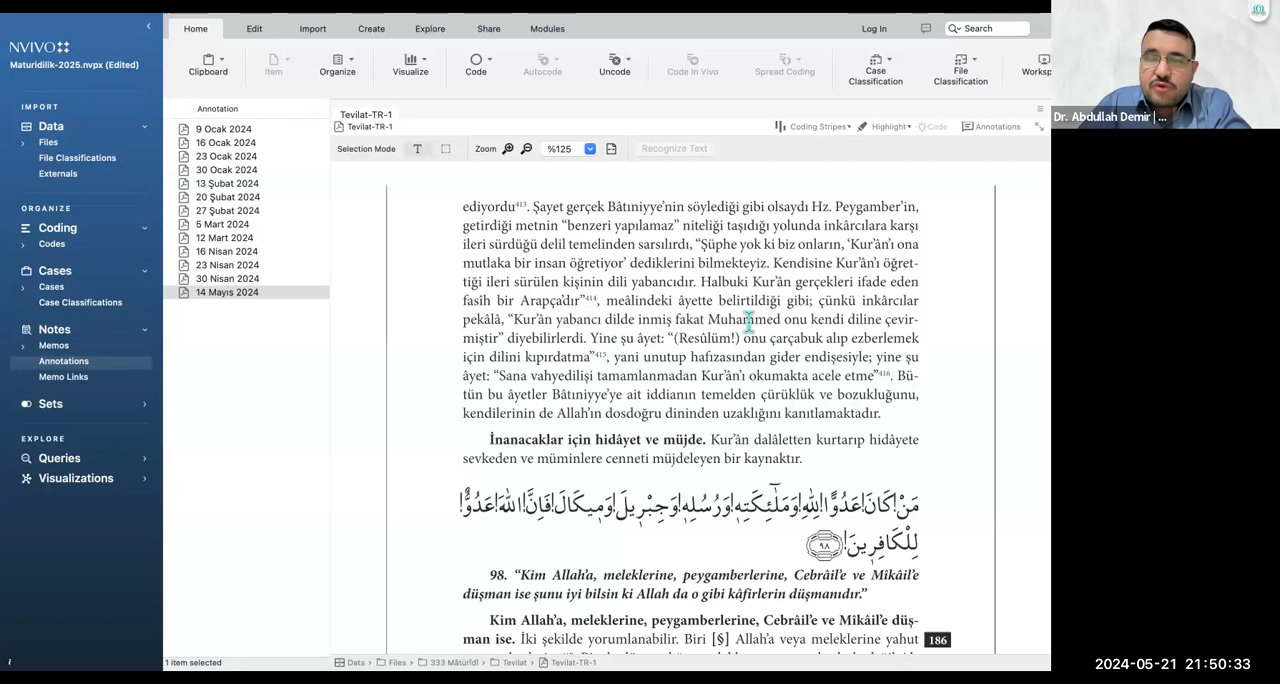 NVIVO
Maturidilik-2025.nvpx (Edited)
IMPORT
Data
Files
File Classifications
Externals
ORGANIZE
Coding
Codes
Cases
Cases
Case Classifications
Notes
Memos
Annotations
Memo Links
Sets
EXPLORE
Queries
Visualizations
Home Edit Import Create Explore Share Modules Log In Search
Clipboard Item Organize Visualize Code Autocode Uncode Code In Vivo Spread Coding Case Classification File Classification Worksp
Annotation
9 Ocak 2024
16 Ocak 2024
23 Ocak 2024
30 Ocak 2024
13 Şubat 2024
20 Şubat 2024
27 Şubat 2024
5 Mart 2024
12 Mart 2024
16 Nisan 2024
23 Nisan 2024
30 Nisan 2024
14 Mayıs 2024
1 item selected
Tevilat-TR-1
Tevilat-TR-1 Coding Stripes Highlight Code Annotations
Selection Mode T Zoom %125 Recognize Text
ediyordu413. Şayet gerçek Bâtıniyye’nin söylediği gibi olsaydı Hz. Peygamber’in,
getirdiği metnin “benzeri yapılamaz” niteliği taşıdığı yolunda inkârcılara karşı
ileri sürdüğü delil temelinden sarsılırdı, “Şüphe yok ki biz onların, ‘Kur’ân’ı ona
mutlaka bir insan öğretiyor’ dediklerini bilmekteyiz. Kendisine Kur’ân’ı öğret-
tiği ileri sürülen kişinin dili yabancıdır. Halbuki Kur’ân gerçekleri ifade eden
fasîh bir Arapça’dır”414, meâlindeki âyette belirtildiği gibi; çünkü inkârcılar
pekâlâ, “Kur’ân yabancı dilde inmiş fakat Muhammed onu kendi diline çevir-
miştir” diyebilirlerdi. Yine şu âyet: “(Resûlüm!) onu çarçabuk alıp ezberlemek
için dilini kıpırdatma”415, yani unutup hafızasından gider endişesiyle; yine şu
âyet: “Sana vahyedilişi tamamlanmadan Kur’ân’ı okumakta acele etme”416. Bü-
tün bu âyetler Bâtıniyye’ye ait iddianın temelden çürüklük ve bozukluğunu,
kendilerinin de Allah’ın dosdoğru dininden uzaklığını kanıtlamaktadır.
İnanacaklar için hidâyet ve müjde. Kur’ân dalâletten kurtarıp hidâyete
sevkeden ve müminlere cenneti müjdeleyen bir kaynaktır.
مَنْ كَانَ عَدُوًّا لِلّٰهِ وَمَلٰٓئِكَتِه۪ وَرُسُلِه۪ وَجِبْر۪يلَ وَم۪يكَالَ فَاِنَّ اللّٰهَ عَدُوٌّ
لِلْكَافِر۪ينَ ﴿٩٨﴾
98. “Kim Allah’a, meleklerine, peygamberlerine, Cebrâil’e ve Mîkâil’e
düşman ise şunu iyi bilsin ki Allah da o gibi kâfirlerin düşmanıdır.”
Kim Allah’a, meleklerine, peygamberlerine, Cebrâil’e ve Mîkâil’e düş-
man ise. İki şekilde yorumlanabilir. Biri [§] Allah’a veya meleklerine yahut
186
Data Files 333 Mâtürîdî Tevilat Tevilat-TR-1
Dr. Abdullah Demir | ...
2024-05-21 21:50:33